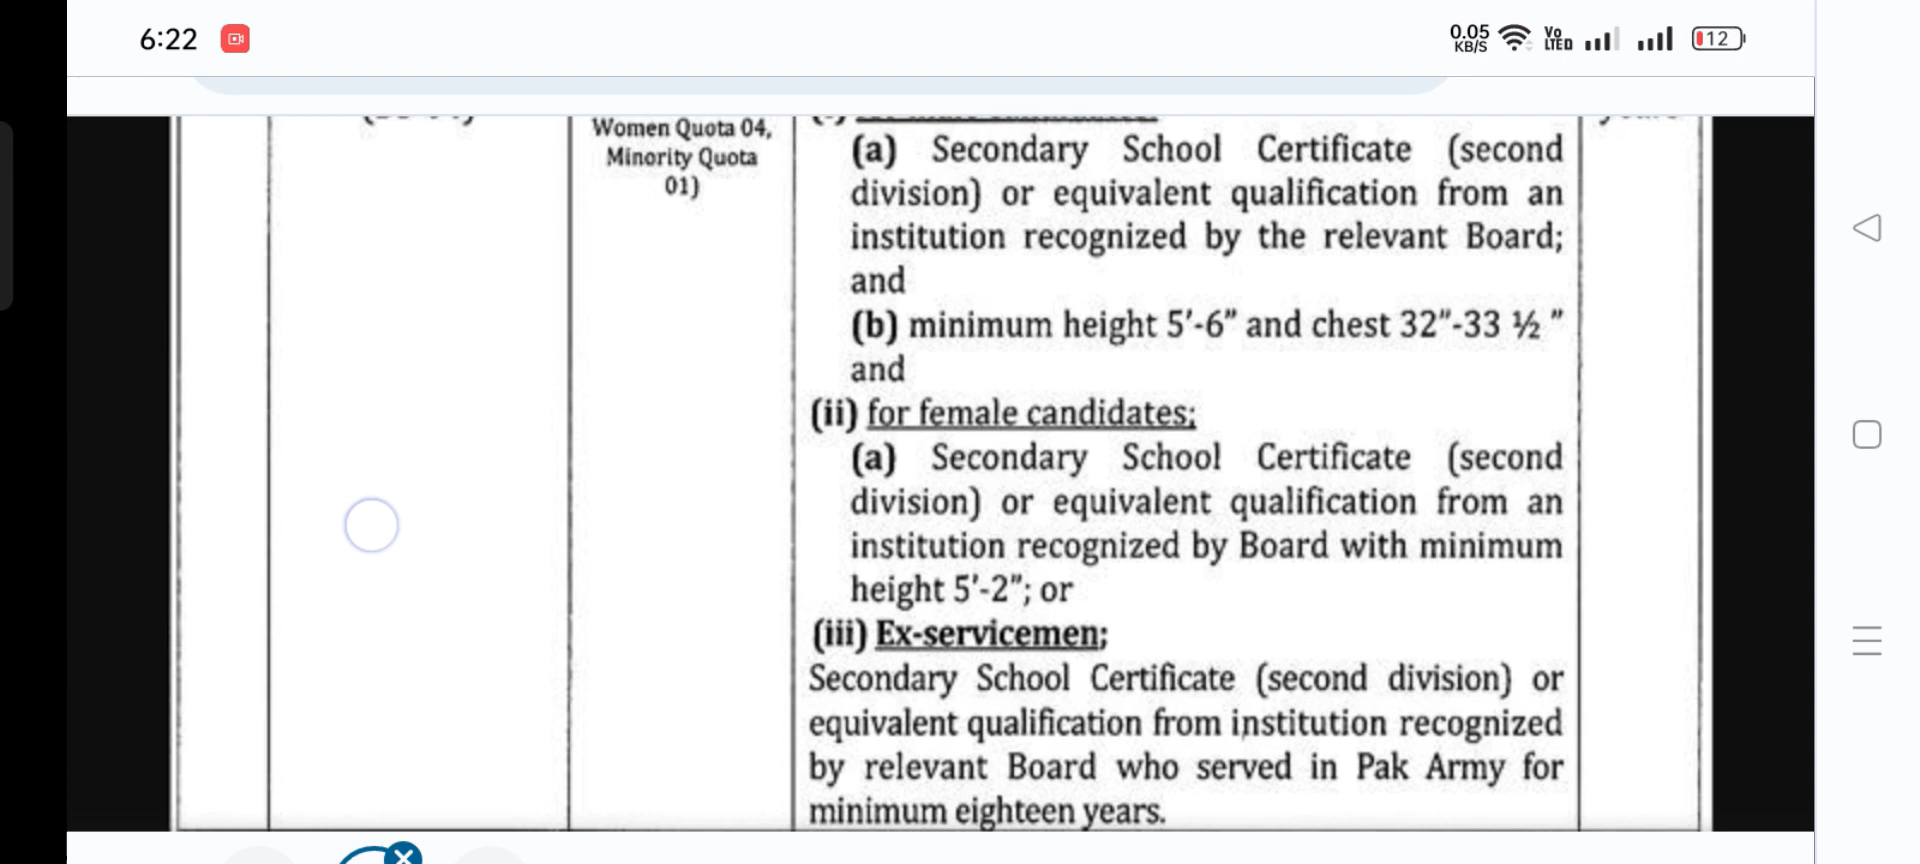 6:22
0.05
KB/S
Vo
LTED
12
Women Quota 04,
Minority Quota
01)
(a) Secondary School Certificate (second
division) or equivalent qualification from an
institution recognized by the relevant Board;
and
(b) minimum height 5'-6" and chest 32"-33 ½ "
and
(ii) for female candidates;
(a) Secondary School Certificate (second
division) or equivalent qualification from an
institution recognized by Board with minimum
height 5'-2"; or
(iii) Ex-servicemen;
Secondary School Certificate (second division) or
equivalent qualification from institution recognized
by relevant Board who served in Pak Army for
minimum eighteen years.